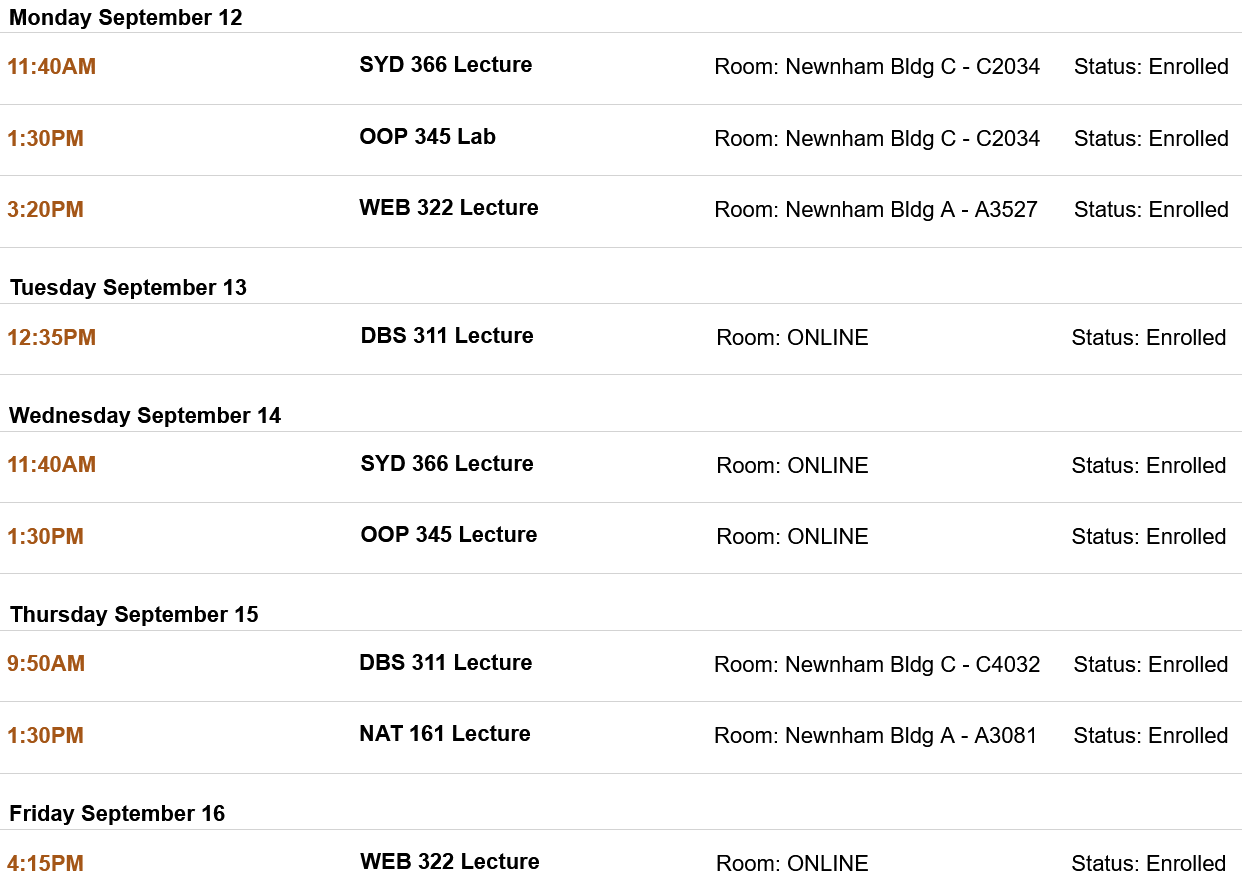 Monday September 12
11:40AM SYD 366 Lecture Room: Newnham Bldg C - C2034 Status: Enrolled
1:30PM OOP 345 Lab Room: Newnham Bldg C - C2034 Status: Enrolled
3:20PM WEB 322 Lecture Room: Newnham Bldg A - A3527 Status: Enrolled
Tuesday September 13
12:35PM DBS 311 Lecture Room: ONLINE Status: Enrolled
Wednesday September 14
11:40AM SYD 366 Lecture Room: ONLINE Status: Enrolled
1:30PM OOP 345 Lecture Room: ONLINE Status: Enrolled
Thursday September 15
9:50AM DBS 311 Lecture Room: Newnham Bldg C - C4032 Status: Enrolled
1:30PM NAT 161 Lecture Room: Newnham Bldg A - A3081 Status: Enrolled
Friday September 16
4:15PM WEB 322 Lecture Room: ONLINE Status: Enrolled